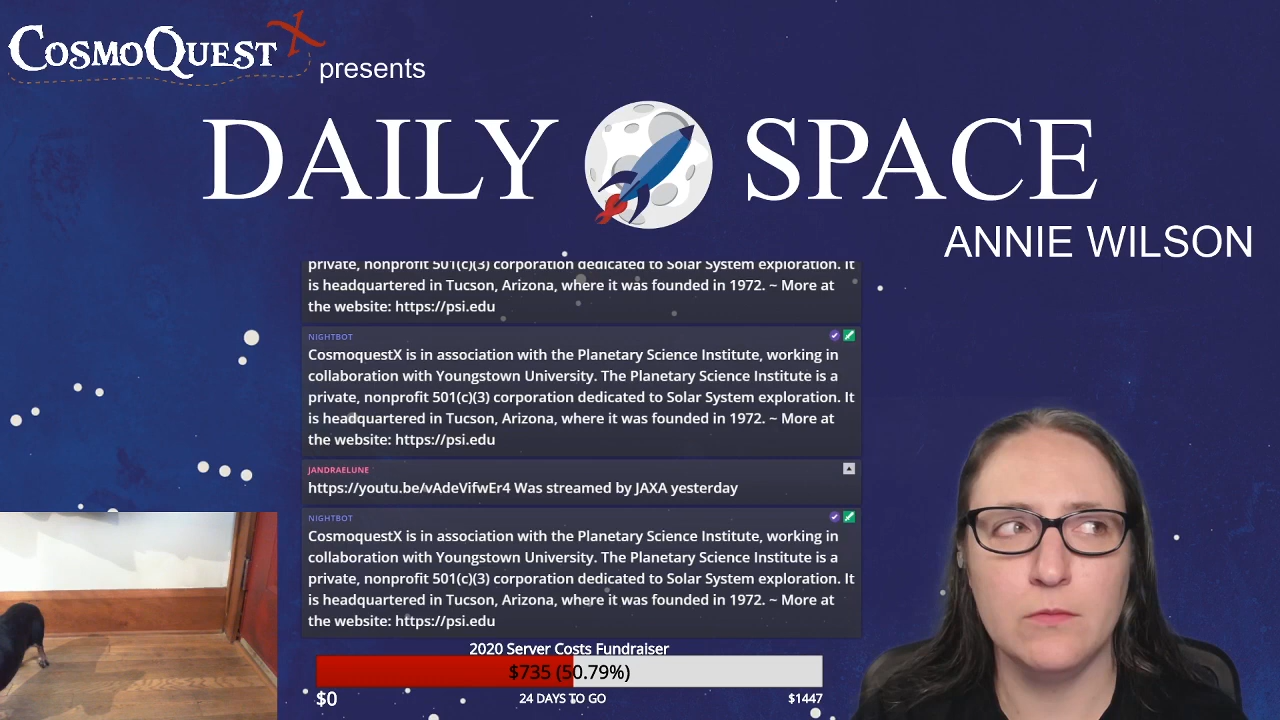 CosmoQuest X
presents
DAILY SPACE
ANNIE WILSON
private, nonprofit 501(c)(3) corporation dedicated to Solar System exploration. It
is headquartered in Tucson, Arizona, where it was founded in 1972. ~ More at
the website: https://psi.edu
NIGHTBOT
CosmoquestX is in association with the Planetary Science Institute, working in
collaboration with Youngstown University. The Planetary Science Institute is a
private, nonprofit 501(c)(3) corporation dedicated to Solar System exploration. It
is headquartered in Tucson, Arizona, where it was founded in 1972. ~ More at
the website: https://psi.edu
JANDRAELUNE
https://youtu.be/vAdeVifwEr4 Was streamed by JAXA yesterday
NIGHTBOT
CosmoquestX is in association with the Planetary Science Institute, working in
collaboration with Youngstown University. The Planetary Science Institute is a
private, nonprofit 501(c)(3) corporation dedicated to Solar System exploration. It
is headquartered in Tucson, Arizona, where it was founded in 1972. ~ More at
the website: https://psi.edu
2020 Server Costs Fundraiser
$735 (50.79%)
$0 24 DAYS TO GO $1447